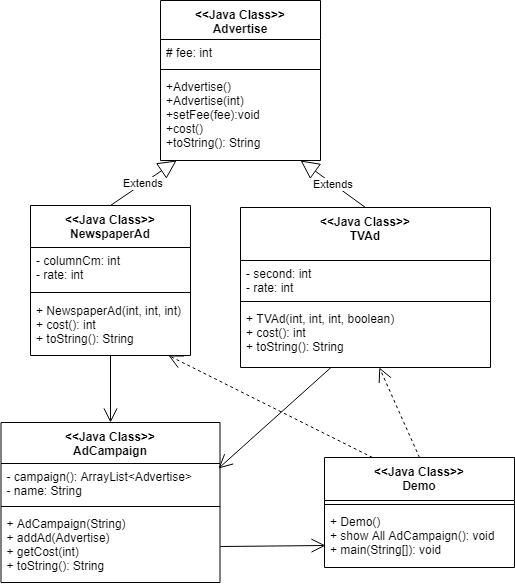 <<Java Class>>
Advertise
# fee: int
+Advertise()
+Advertise(int)
+setFee(fee):void
+cost()
+toString(): String
Extends
Extends
<<Java Class>>
NewspaperAd
- columnCm: int
- rate: int
+ NewspaperAd(int, int, int)
+ cost(): int
+ toString(): String
<<Java Class>>
TVAd
- second: int
- rate: int
+ TVAd(int, int, int, boolean)
+ cost(): int
+ toString(): String
<<Java Class>>
AdCampaign
- campaign(): ArrayList<Advertise>
- name: String
+ AdCampaign(String)
+ addAd(Advertise)
+ getCost(int)
+ toString(): String
<<Java Class>>
Demo
+ Demo()
+ show All AdCampaign(): void
+ main(String[]): void